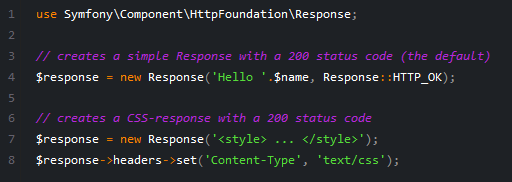 1 use Symfony\Component\HttpFoundation\Response;
2
3 // creates a simple Response with a 200 status code (the default)
4 $response = new Response('Hello '.$name, Response::HTTP_OK);
5
6 // creates a CSS-response with a 200 status code
7 $response = new Response('<style> ... </style>');
8 $response->headers->set('Content-Type', 'text/css');